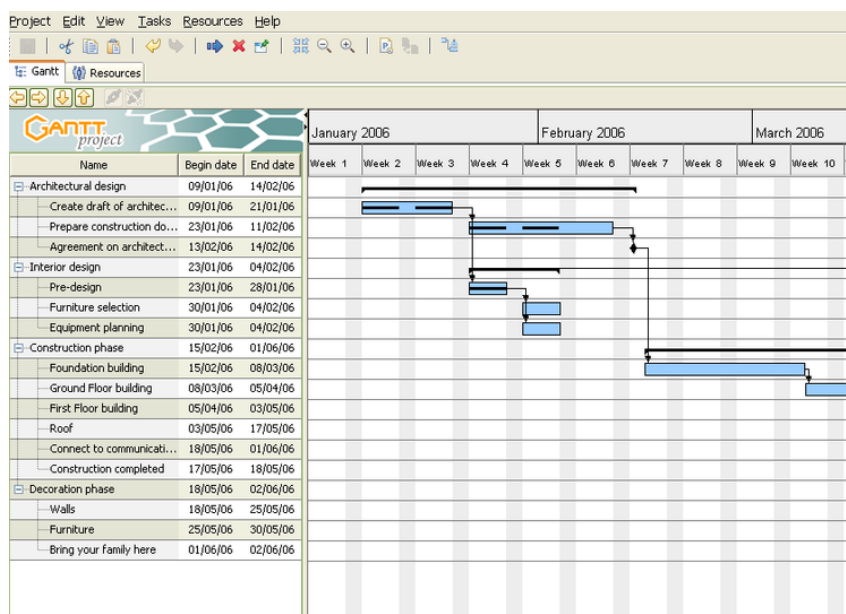 Project Edit View Tasks Resources Help
Gantt Resources
GANTT project
January 2006 February 2006 March 2006
Name Begin date End date Week 1 Week 2 Week 3 Week 4 Week 5 Week 6 Week 7 Week 8 Week 9 Week 10
Architectural design 09/01/06 14/02/06
Create draft of architec... 09/01/06 21/01/06
Prepare construction do... 23/01/06 11/02/06
Agreement on architect... 13/02/06 14/02/06
Interior design 23/01/06 04/02/06
Pre-design 23/01/06 28/01/06
Furniture selection 30/01/06 04/02/06
Equipment planning 30/01/06 04/02/06
Construction phase 15/02/06 01/06/06
Foundation building 15/02/06 08/03/06
Ground Floor building 08/03/06 05/04/06
First Floor building 05/04/06 03/05/06
Roof 03/05/06 17/05/06
Connect to communicati... 18/05/06 01/06/06
Construction completed 17/05/06 18/05/06
Decoration phase 18/05/06 02/06/06
Walls 18/05/06 25/05/06
Furniture 25/05/06 30/05/06
Bring your family here 01/06/06 02/06/06